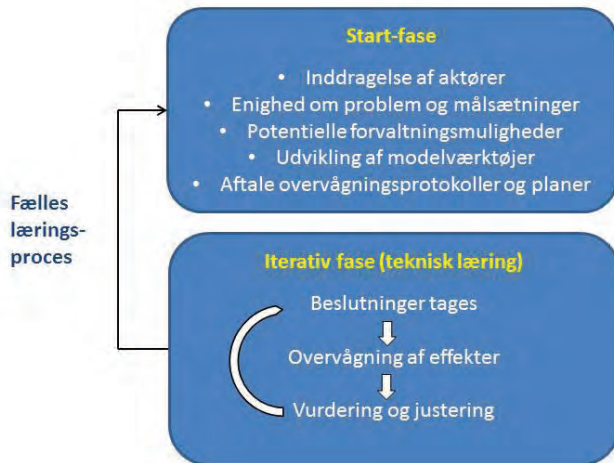 Start-fase
• Inddragelse af aktører
• Enighed om problem og målsætninger
• Potentielle forvaltningsmuligheder
• Udvikling af modelværktøjer
• Aftale overvågningsprotokoller og planer
Fælles
lærings-
proces
Iterativ fase (teknisk læring)
Beslutninger tages
Overvågning af effekter
Vurdering og justering